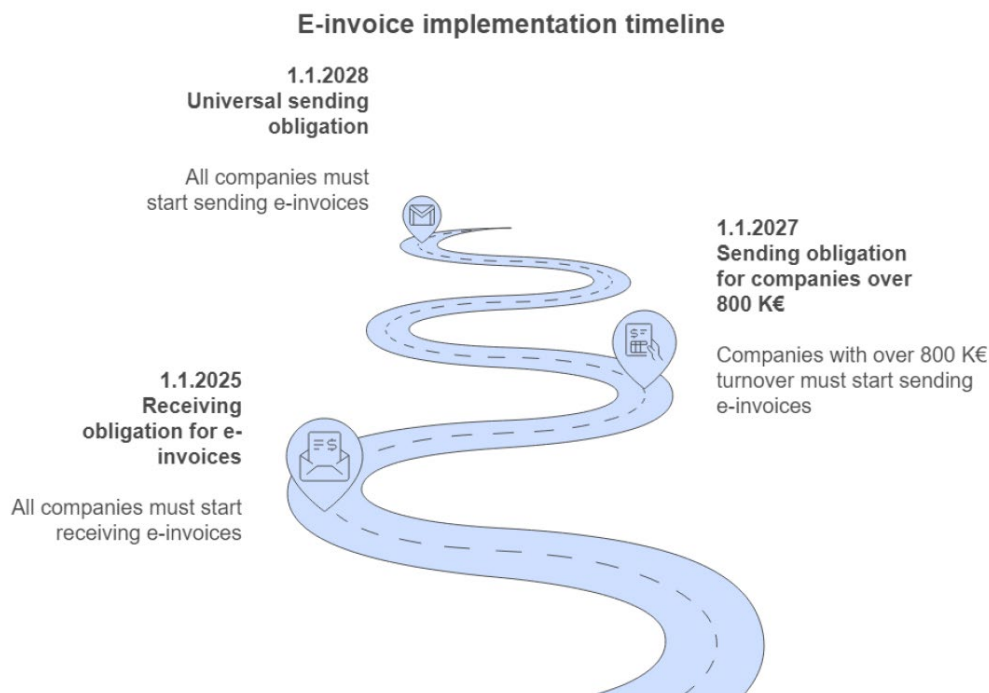 E-invoice implementation timeline
1.1.2028
Universal sending
obligation
All companies must
start sending e-invoices
1.1.2027
Sending obligation
for companies over
800 K€
Companies with over 800 K€
turnover must start sending
e-invoices
1.1.2025
Receiving
obligation for e-
invoices
All companies must start
receiving e-invoices